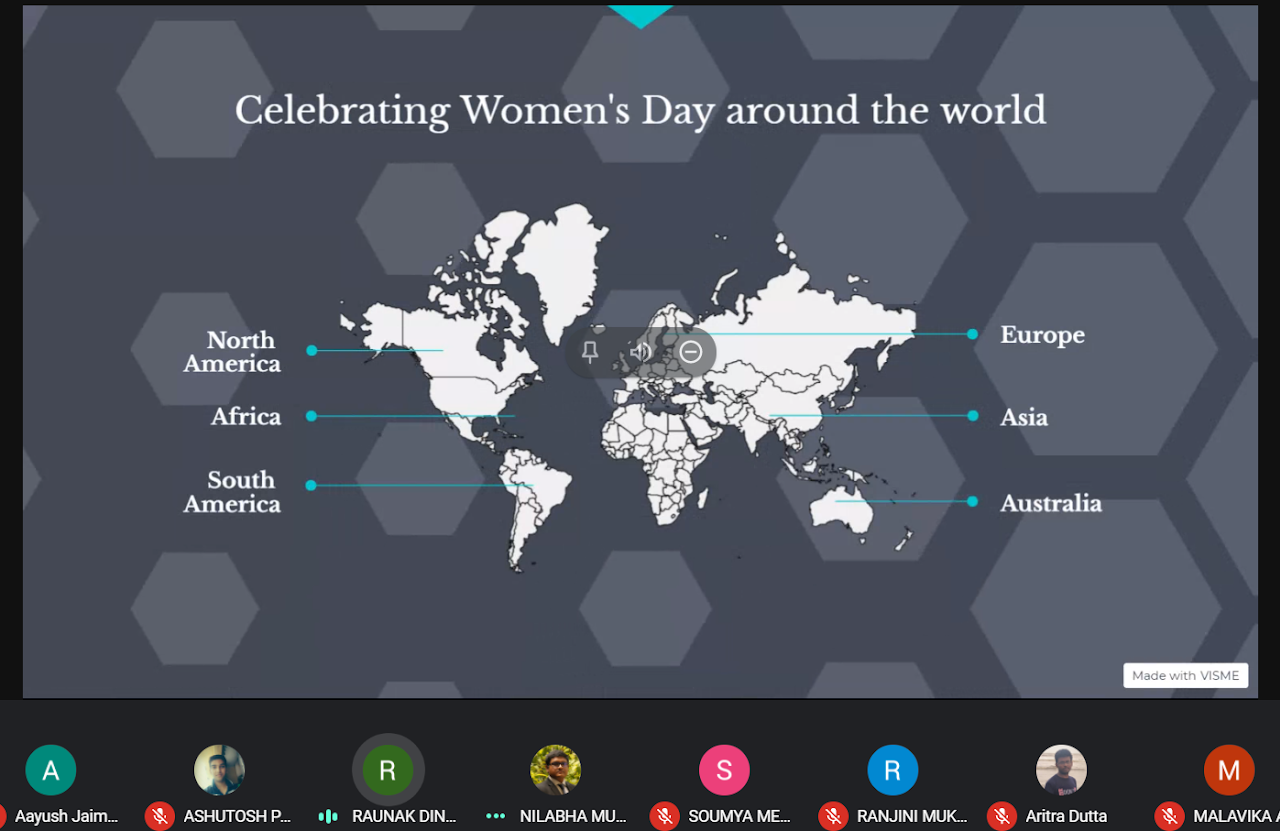 Celebrating Women's Day around the world
North
America
Africa
South
America
Europe
Asia
Australia
Made with VISME
A
R
S
R
M
Aayush Jaim...
ASHUTOSH P...
RAUNAK DIN...
NILABHA MU...
SOUMYA ME...
RANJINI MUK...
Aritra Dutta
MALAVIKA A